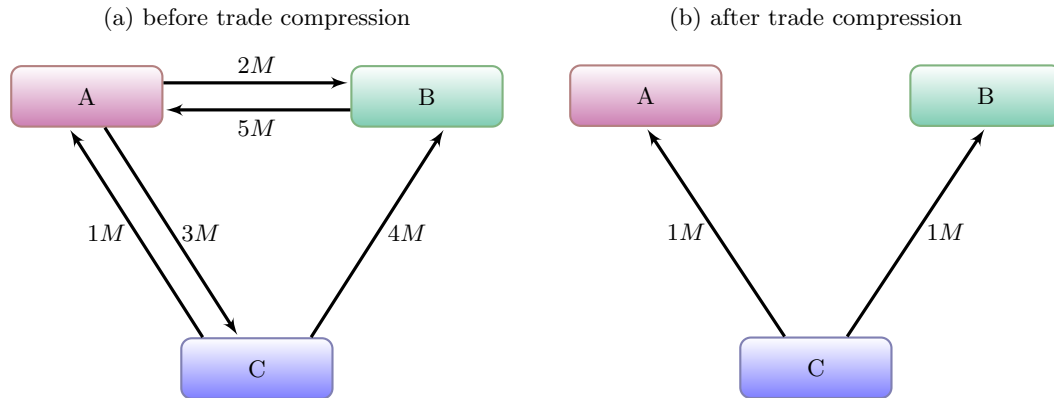 (a) before trade compression
(b) after trade compression
2M
A
B
5M
1M
3M
4M
C
A
B
1M
1M
C